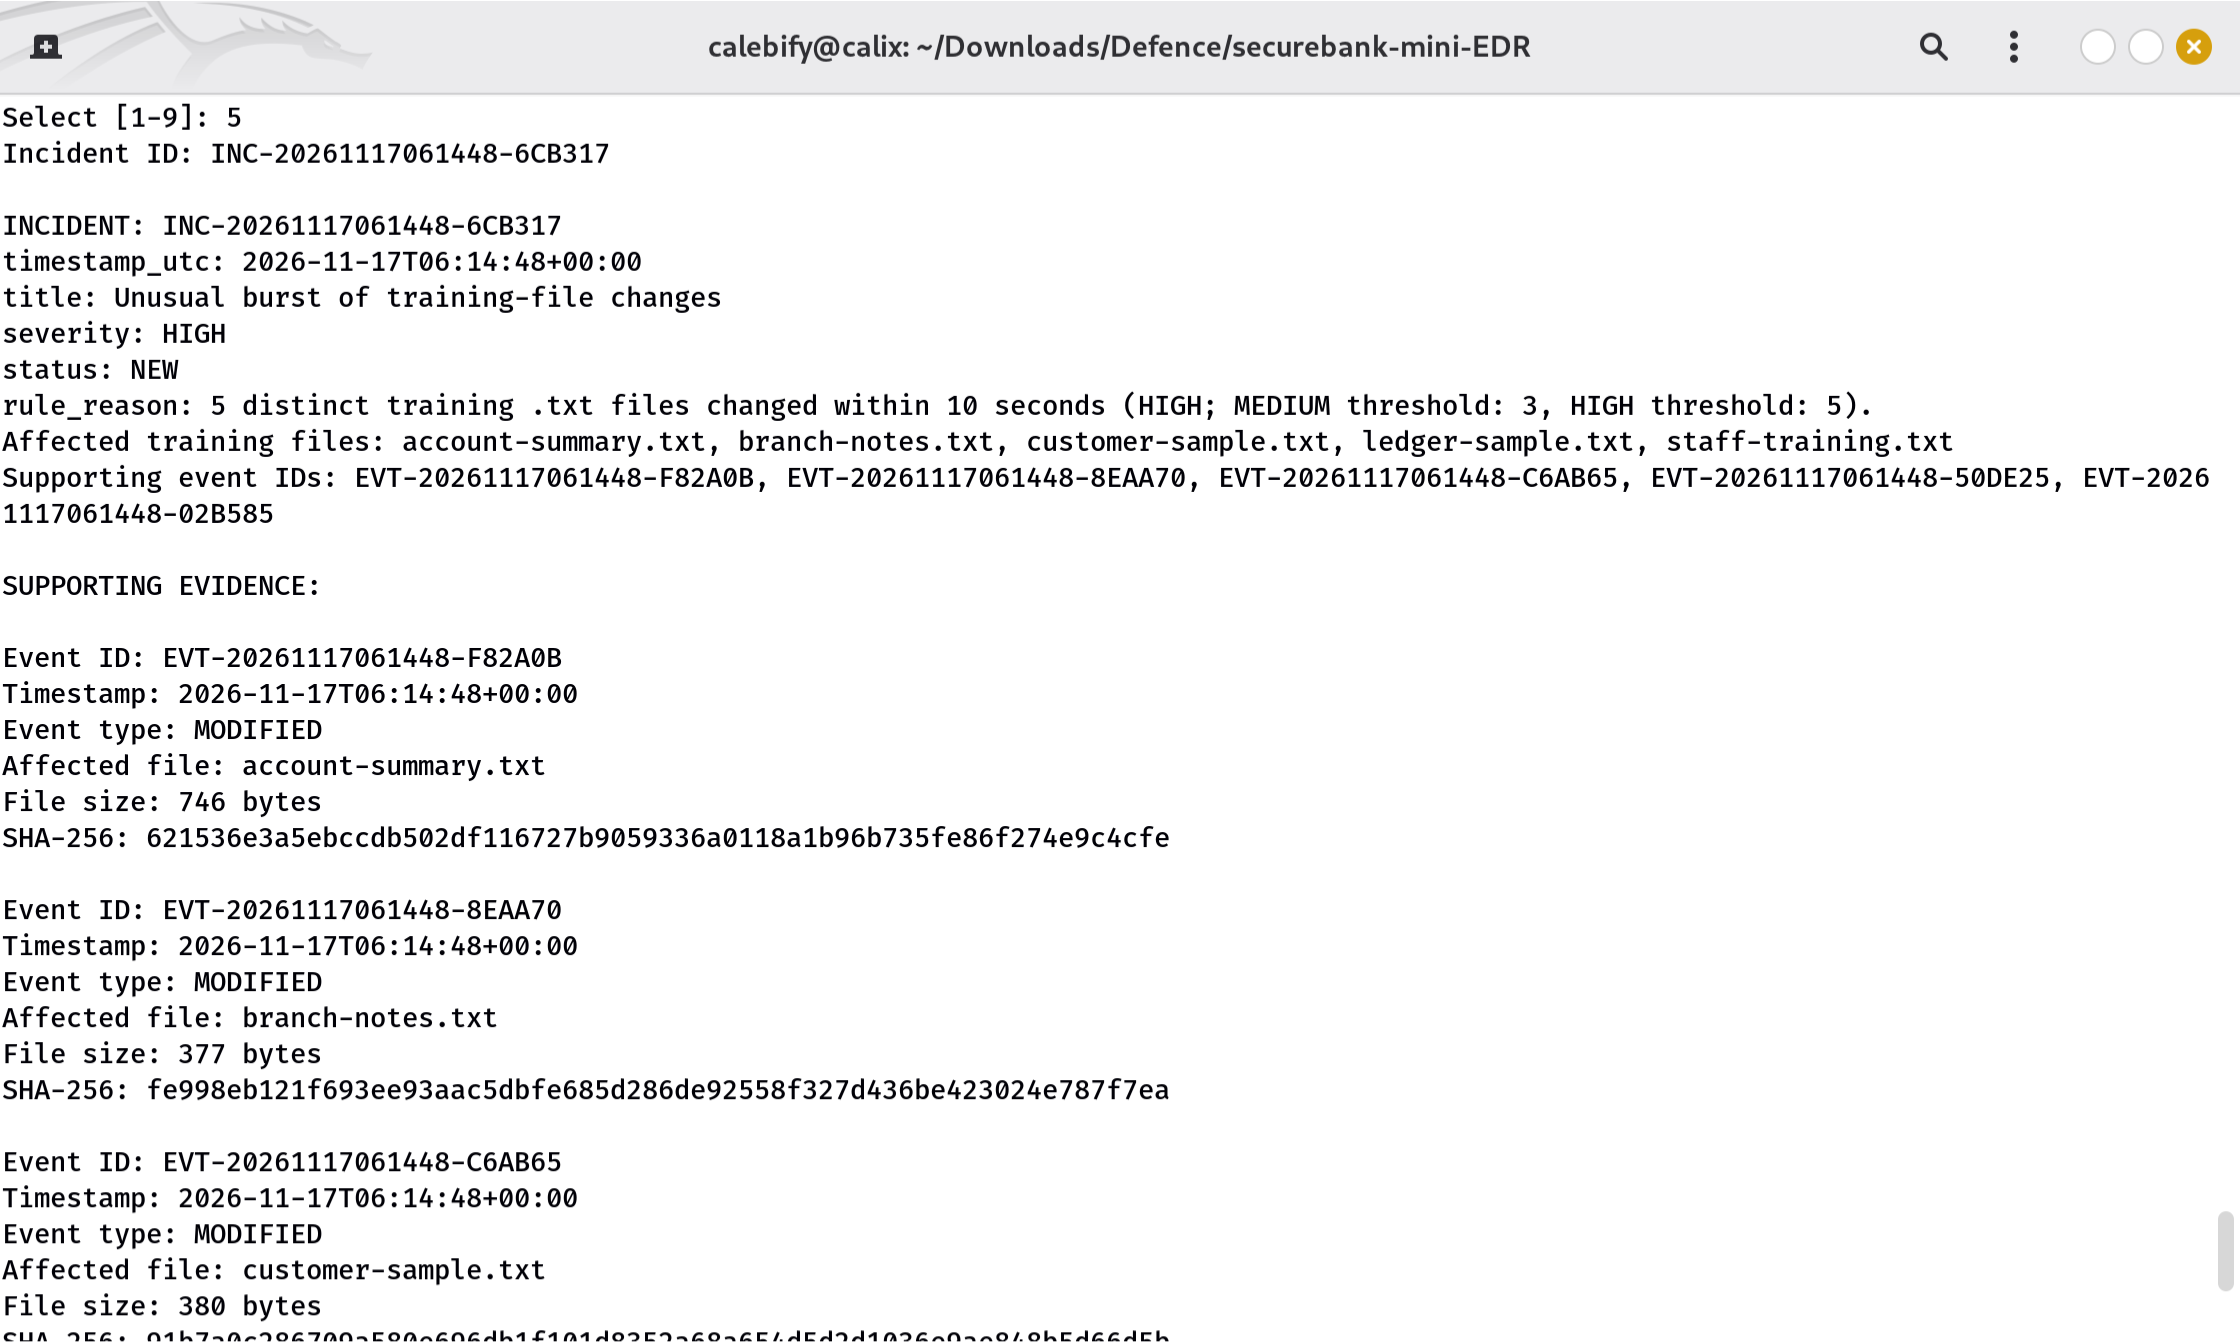 calebify@calix: ~/Downloads/Defence/securebank-mini-EDR
Select [1-9]: 5
Incident ID: INC-20261117061448-6CB317
INCIDENT: INC-20261117061448-6CB317
timestamp_utc: 2026-11-17T06:14:48+00:00
title: Unusual burst of training-file changes
severity: HIGH
status: NEW
rule_reason: 5 distinct training .txt files changed within 10 seconds (HIGH; MEDIUM threshold: 3, HIGH threshold: 5).
Affected training files: account-summary.txt, branch-notes.txt, customer-sample.txt, ledger-sample.txt, staff-training.txt
Supporting event IDs: EVT-20261117061448-F82A0B, EVT-20261117061448-8EAA70, EVT-20261117061448-C6AB65, EVT-20261117061448-50DE25, EVT-2026
1117061448-02B585
SUPPORTING EVIDENCE:
Event ID: EVT-20261117061448-F82A0B
Timestamp: 2026-11-17T06:14:48+00:00
Event type: MODIFIED
Affected file: account-summary.txt
File size: 746 bytes
SHA-256: 621536e3a5ebccdb502df116727b9059336a0118a1b96b735fe86f274e9c4cfe
Event ID: EVT-20261117061448-8EAA70
Timestamp: 2026-11-17T06:14:48+00:00
Event type: MODIFIED
Affected file: branch-notes.txt
File size: 377 bytes
SHA-256: fe998eb121f693ee93aac5dbfe685d286de92558f327d436be423024e787f7ea
Event ID: EVT-20261117061448-C6AB65
Timestamp: 2026-11-17T06:14:48+00:00
Event type: MODIFIED
Affected file: customer-sample.txt
File size: 380 bytes
SHA-256: